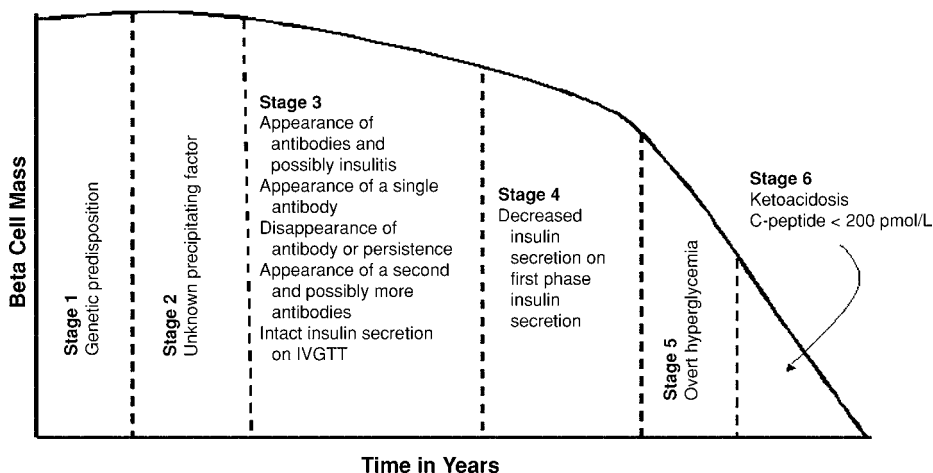 Beta Cell Mass
Stage 1
Genetic predisposition
Stage 2
Unknown precipitating factor
Stage 3
Appearance of
antibodies and
possibly insulitis
Appearance of a single
antibody
Disappearance of
antibody or persistence
Appearance of a second
and possibly more
antibodies
Intact insulin secretion
on IVGTT
Stage 4
Decreased
insulin
secretion on
first phase
insulin
secretion
Stage 5
Overt hyperglycemia
Stage 6
Ketoacidosis
C-peptide < 200 pmol/L
Time in Years